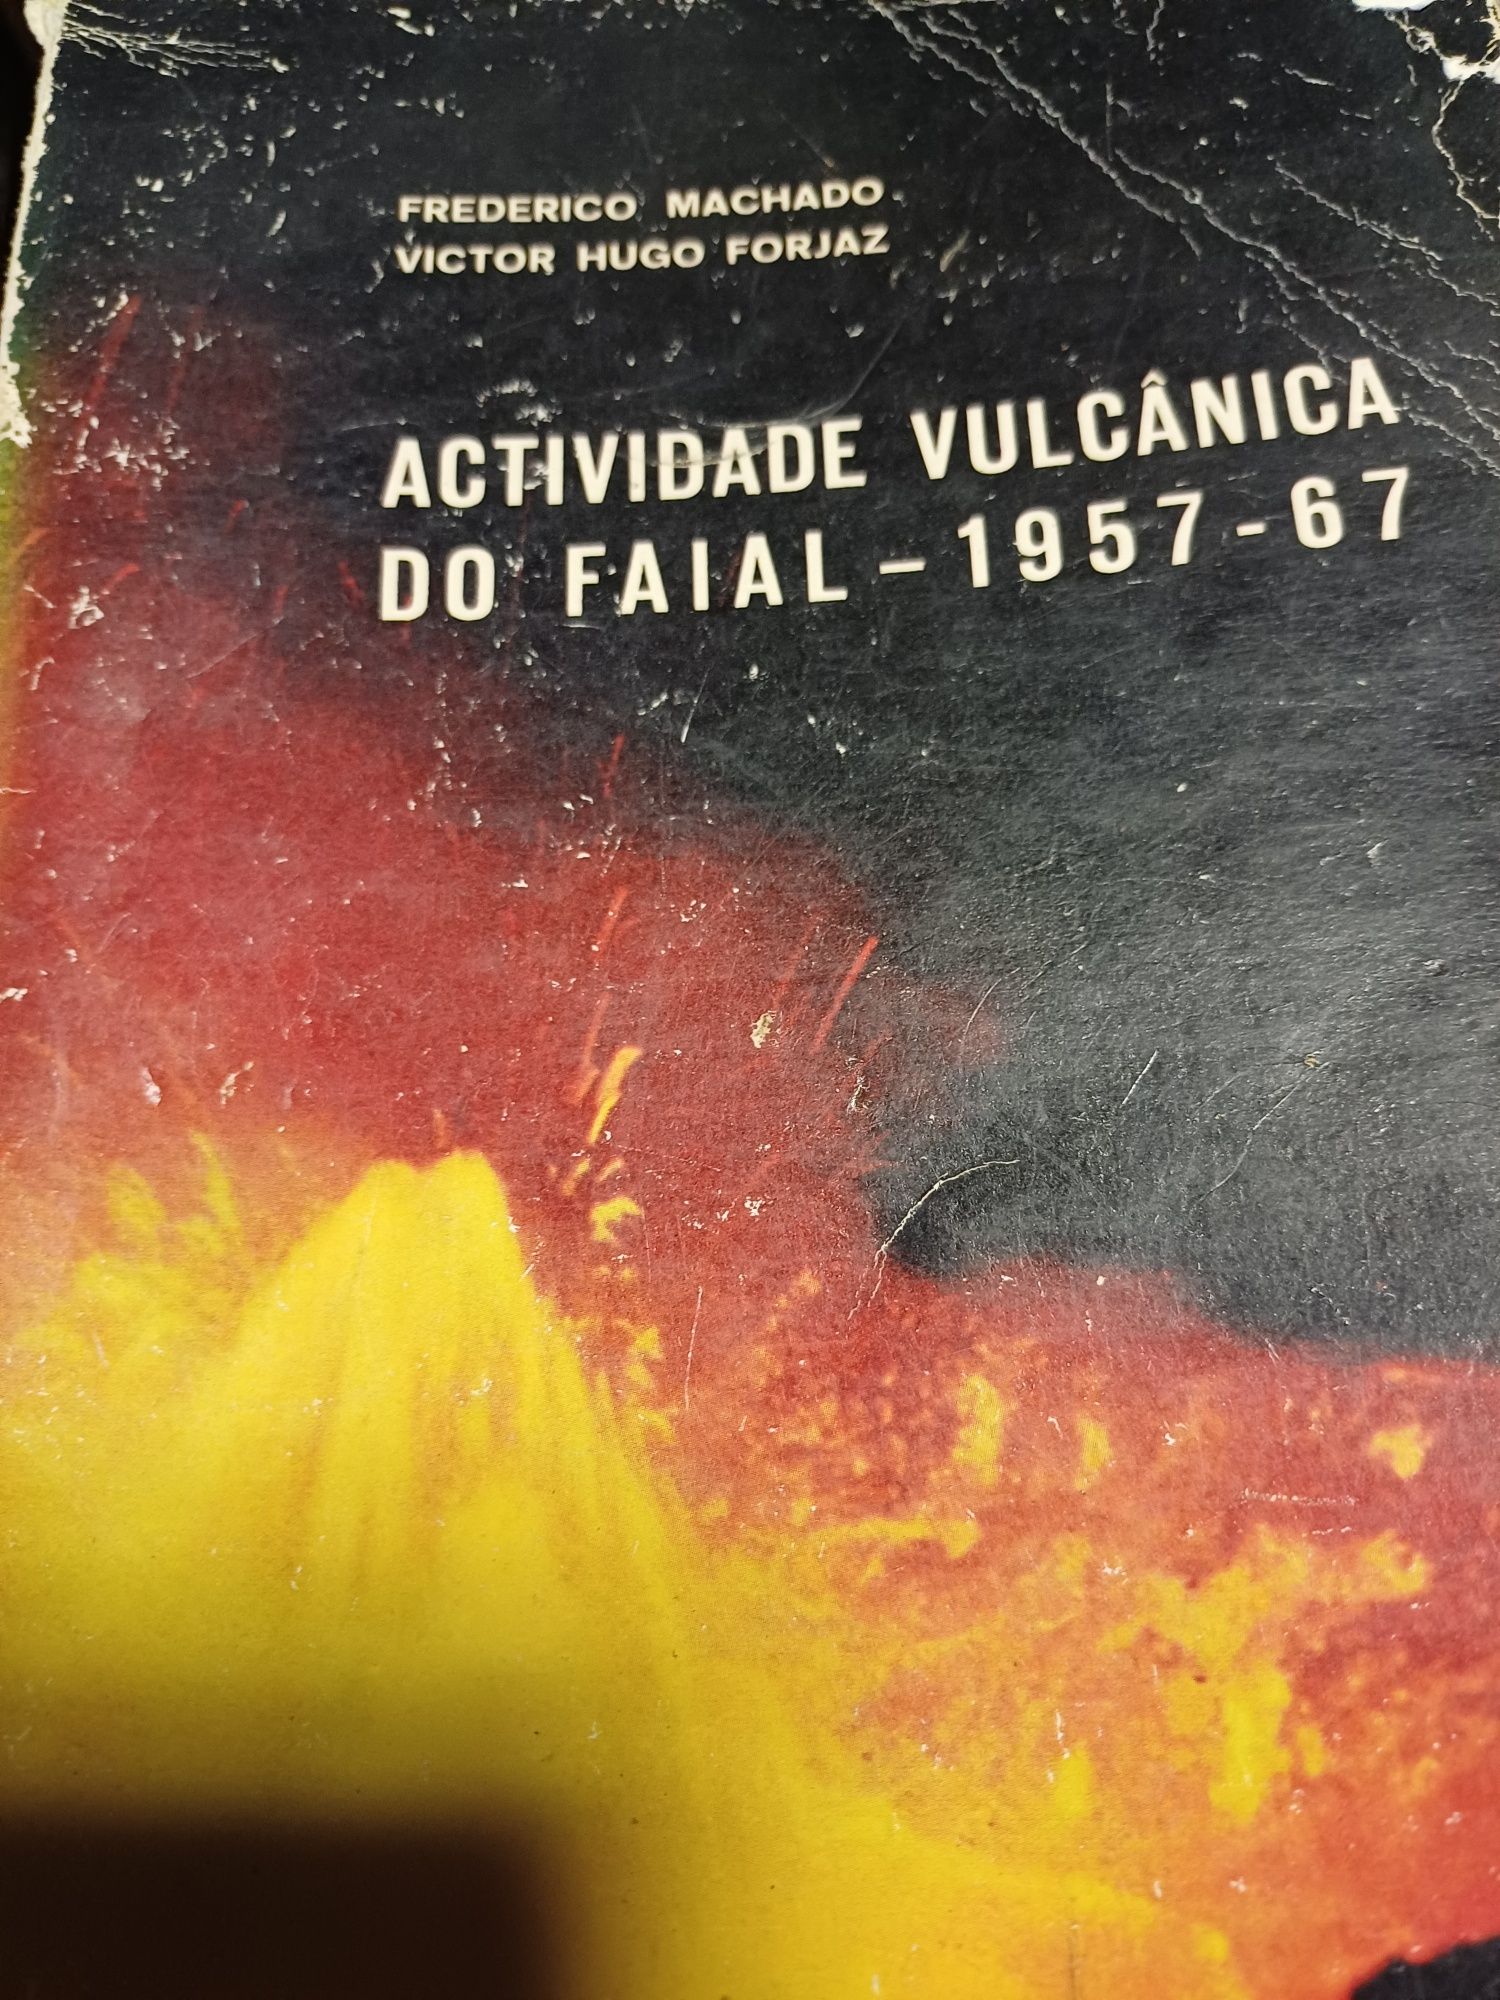 FREDERICO MACHADO
VICTOR HUGO FORJAZ
ACTIVIDADE VULCÂNICA
DO FAIAL – 1957-67